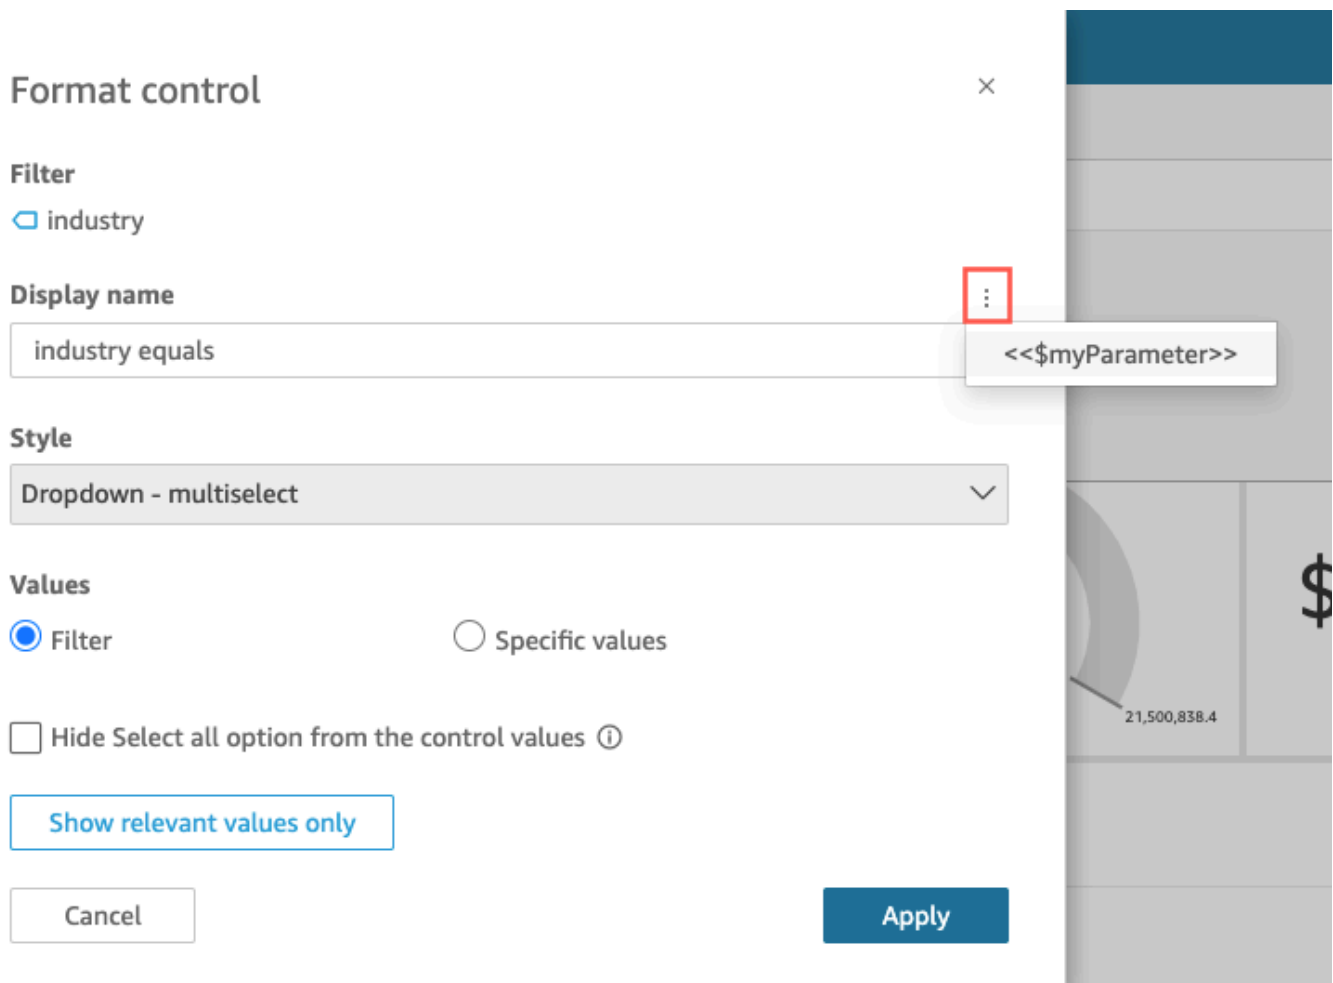 Format control
Filter
industry
Display name
industry equals
<<$myParameter>>
Style
Dropdown - multiselect
Values
Filter
Specific values
$
21,500,838.4
Hide Select all option from the control values
Show relevant values only
Cancel
Apply